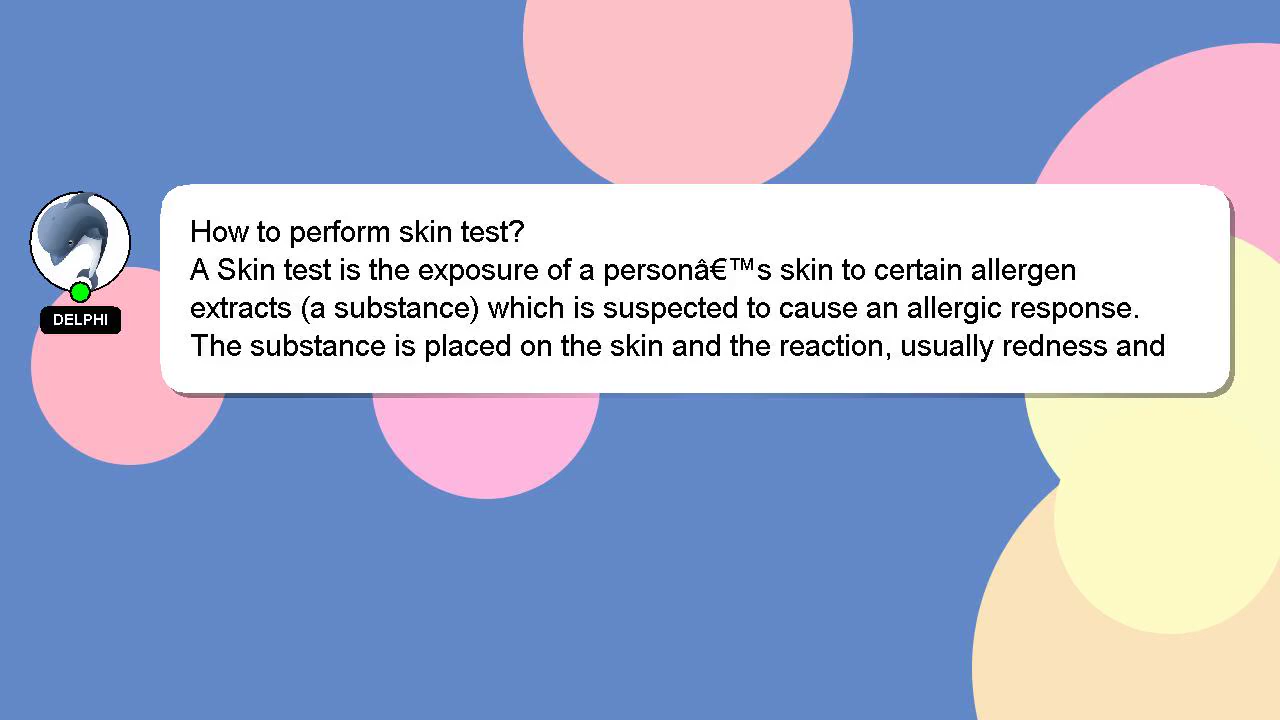 How to perform skin test?
A Skin test is the exposure of a personâ€™s skin to certain allergen
extracts (a substance) which is suspected to cause an allergic response.
The substance is placed on the skin and the reaction, usually redness and
DELPHI